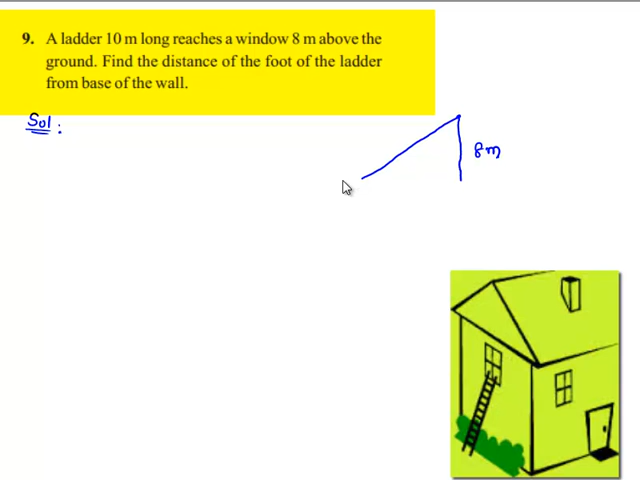 9. A ladder 10 m long reaches a window 8 m above the
ground. Find the distance of the foot of the ladder
from base of the wall.
Sol :
8m